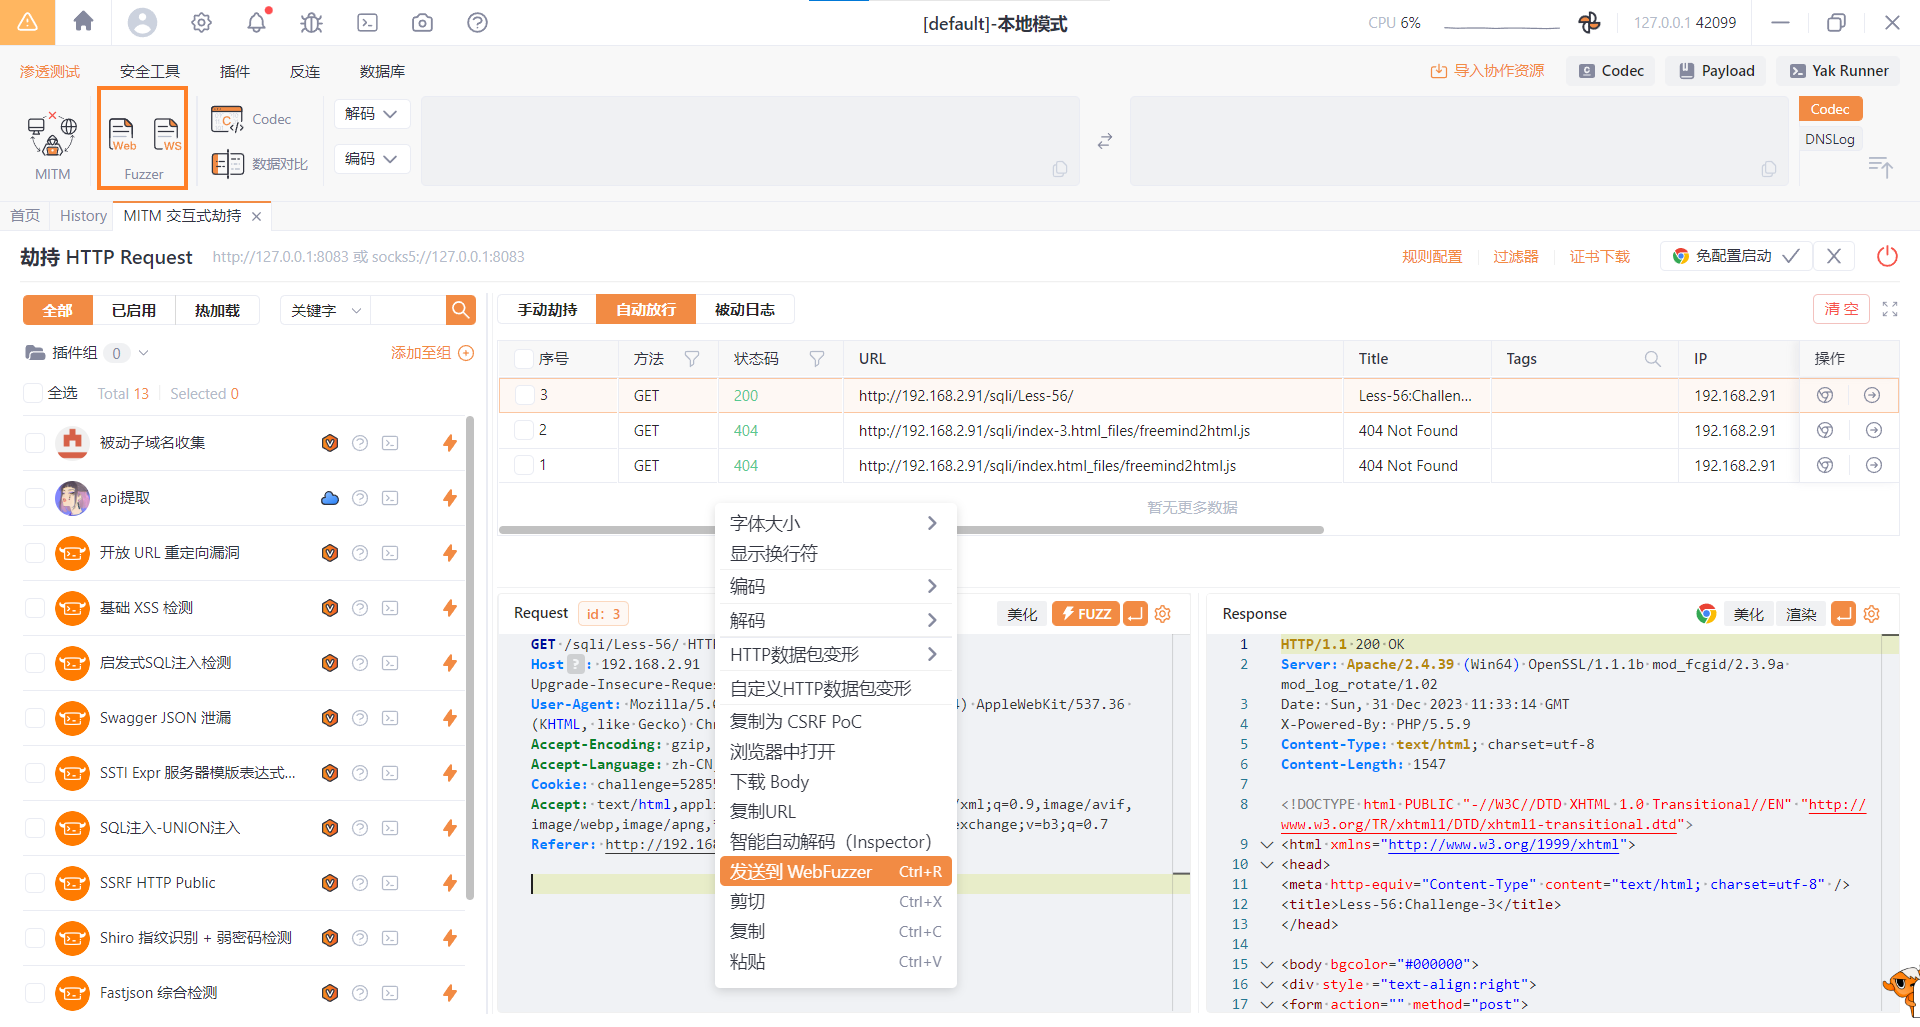 [default]-本地模式
CPU 6%
127.0.0.1 42099
渗透测试
安全工具
插件
反连
数据库
导入协作资源
Codec
Payload
Yak Runner
MITM
Web
WS
Fuzzer
Codec
数据对比
解码
编码
Codec
DNSLog
首页
History
MITM 交互式劫持
劫持 HTTP Request
http://127.0.0.1:8083 或 socks5://127.0.0.1:8083
规则配置
过滤器
证书下载
免配置启动
全部
已启用
热加载
关键字
插件组 0
添加至组
全选
Total 13
Selected 0
被动子域名收集
api提取
开放 URL 重定向漏洞
基础 XSS 检测
启发式SQL注入检测
Swagger JSON 泄漏
SSTI Expr 服务器模版表达式...
SQL注入-UNION注入
SSRF HTTP Public
Shiro 指纹识别 + 弱密码检测
Fastjson 综合检测
手动劫持
自动放行
被动日志
清 空
序号 方法 状态码 URL Title Tags IP 操作
3 GET 200 http://192.168.2.91/sqli/Less-56/ Less-56:Challen... 192.168.2.91
2 GET 404 http://192.168.2.91/sqli/index-3.html_files/freemind2html.js 404 Not Found 192.168.2.91
1 GET 404 http://192.168.2.91/sqli/index.html_files/freemind2html.js 404 Not Found 192.168.2.91
暂无更多数据
Request id: 3
美化
FUZZ
GET /sqli/Less-56/ HTT
Host ? : 192.168.2.91
Upgrade-Insecure-Reques
User-Agent: Mozilla/5.0 ) AppleWebKit/537.36
(KHTML, like Gecko) Chr
Accept-Encoding: gzip,
Accept-Language: zh-CN
Cookie: challenge=5285
Accept: text/html,appli /xml;q=0.9,image/avif,
image/webp,image/apng, exchange;v=b3;q=0.7
Referer: http://192.168
字体大小
显示换行符
编码
解码
HTTP数据包变形
自定义HTTP数据包变形
复制为 CSRF PoC
浏览器中打开
下载 Body
复制URL
智能自动解码（Inspector）
发送到 WebFuzzer Ctrl+R
剪切 Ctrl+X
复制 Ctrl+C
粘贴 Ctrl+V
Response
美化
渲染
1 HTTP/1.1 200 OK
2 Server: Apache/2.4.39 (Win64) OpenSSL/1.1.1b mod_fcgid/2.3.9a
mod_log_rotate/1.02
3 Date: Sun, 31 Dec 2023 11:33:14 GMT
4 X-Powered-By: PHP/5.5.9
5 Content-Type: text/html; charset=utf-8
6 Content-Length: 1547
7
8 <!DOCTYPE html PUBLIC "-//W3C//DTD XHTML 1.0 Transitional//EN" "http://
www.w3.org/TR/xhtml1/DTD/xhtml1-transitional.dtd">
9 <html xmlns="http://www.w3.org/1999/xhtml">
10 <head>
11 <meta http-equiv="Content-Type" content="text/html; charset=utf-8" />
12 <title>Less-56:Challenge-3</title>
13 </head>
14
15 <body bgcolor="#000000">
16 <div style ="text-align:right">
17 <form action="" method="post">